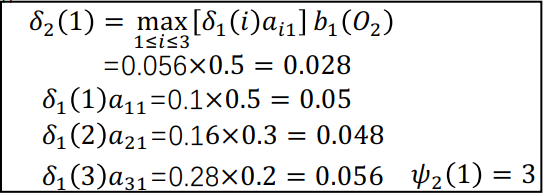 δ₂(1) = max[δ₁(i)aᵢ₁] b₁(O₂)
1≤i≤3
=0.056×0.5 = 0.028
δ₁(1)a₁₁=0.1×0.5 = 0.05
δ₁(2)a₂₁=0.16×0.3 = 0.048
δ₁(3)a₃₁=0.28×0.2 = 0.056 ψ₂(1) = 3